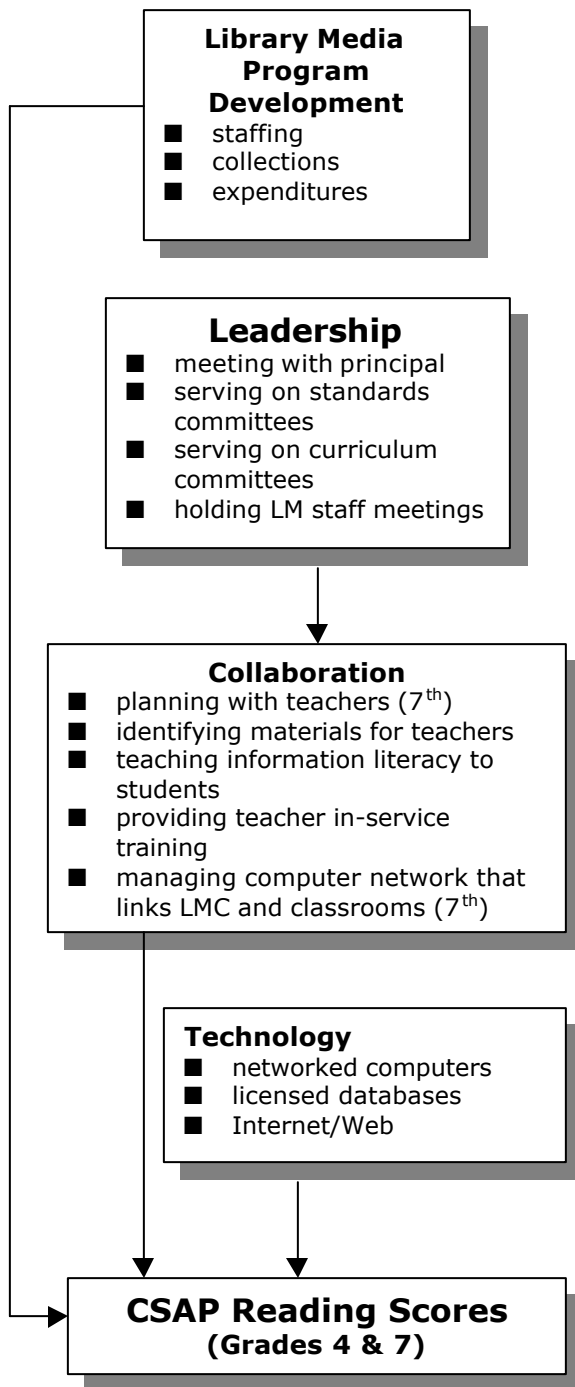 Library Media
Program
Development
■ staffing
■ collections
■ expenditures
Leadership
■ meeting with principal
■ serving on standards
committees
■ serving on curriculum
committees
■ holding LM staff meetings
Collaboration
■ planning with teachers (7th)
■ identifying materials for teachers
■ teaching information literacy to
students
■ providing teacher in-service
training
■ managing computer network that
links LMC and classrooms (7th)
Technology
■ networked computers
■ licensed databases
■ Internet/Web
CSAP Reading Scores
(Grades 4 & 7)